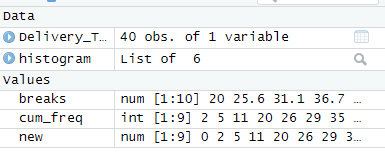 Data
Delivery_T… 40 obs. of 1 variable
histogram List of 6
Values
breaks num [1:10] 20 25.6 31.1 36.7 …
cum_freq int [1:9] 2 5 11 20 26 29 35 …
new num [1:9] 0 2 5 11 20 26 29 3…